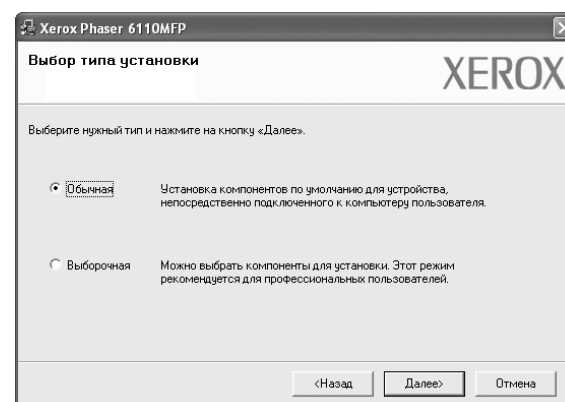 Xerox Phaser 6110MFP
Выбор типа установки
XEROX
Выберите нужный тип и нажмите на кнопку «Далее».
Обычная
Установка компонентов по умолчанию для устройства,
непосредственно подключенного к компьютеру пользователя.
Выборочная
Можно выбрать компоненты для установки. Этот режим
рекомендуется для профессиональных пользователей.
<Назад
Далее>
Отмена